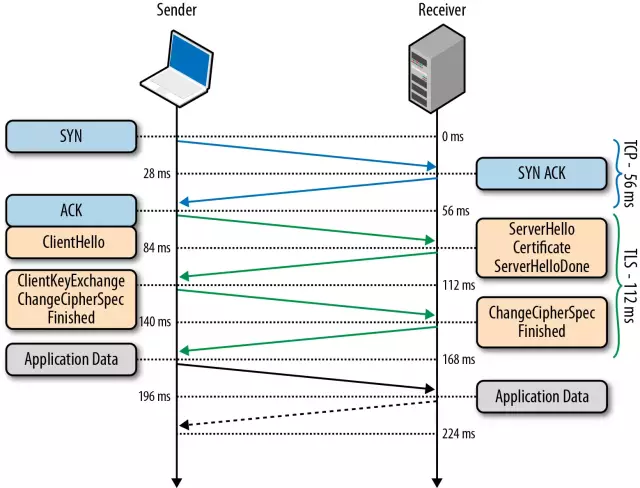 Sender
Receiver
SYN
0 ms
28 ms
SYN ACK
TCP - 56 ms
ACK
56 ms
ClientHello
84 ms
ServerHello
Certificate
ServerHelloDone
TLS - 112 ms
ClientKeyExchange
ChangeCipherSpec
Finished
112 ms
140 ms
ChangeCipherSpec
Finished
Application Data
168 ms
196 ms
Application Data
224 ms